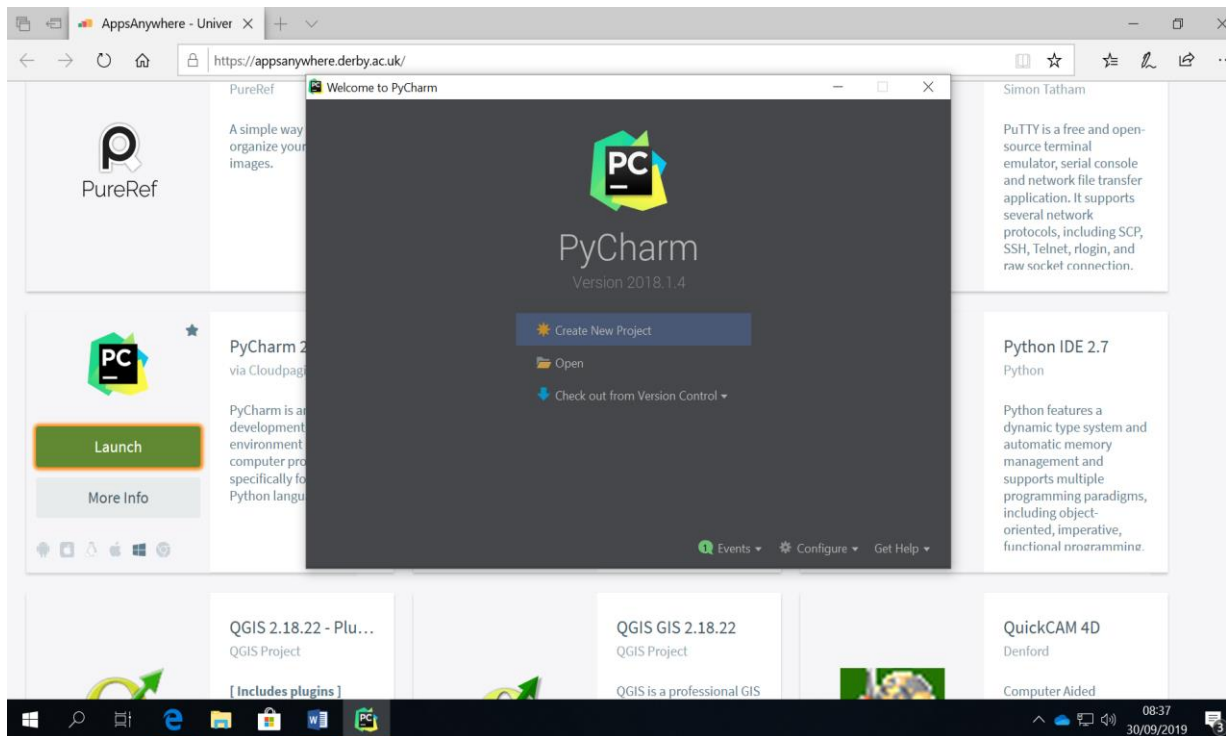 AppsAnywhere - Univer
https://appsanywhere.derby.ac.uk/
PureRef
PureRef
A simple way
organize your
images.
Welcome to PyCharm
PC
PyCharm
Version 2018.1.4
Create New Project
Open
Check out from Version Control
1 Events
Configure
Get Help
Simon Tatham
PuTTY is a free and open-
source terminal
emulator, serial console
and network file transfer
application. It supports
several network
protocols, including SCP,
SSH, Telnet, rlogin, and
raw socket connection.
PC
Launch
More Info
PyCharm 2
via Cloudpagi
PyCharm is an
development
environment
computer pro
specifically fo
Python langu
Python IDE 2.7
Python
Python features a
dynamic type system and
automatic memory
management and
supports multiple
programming paradigms,
including object-
oriented, imperative,
functional programming.
QGIS 2.18.22 - Plu...
QGIS Project
[ Includes plugins ]
QGIS GIS 2.18.22
QGIS Project
QGIS is a professional GIS
QuickCAM 4D
Denford
Computer Aided
PC
08:37
30/09/2019
3